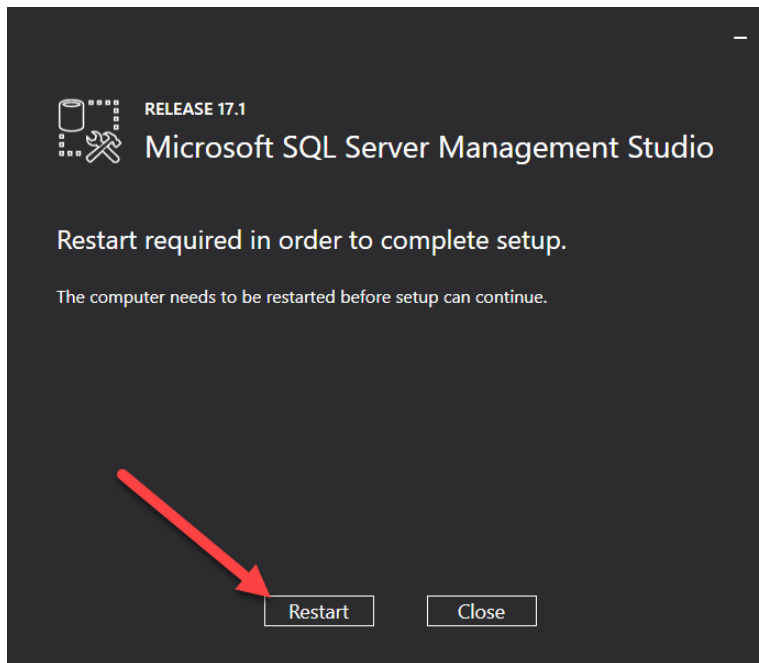 RELEASE 17.1
Microsoft SQL Server Management Studio
Restart required in order to complete setup.
The computer needs to be restarted before setup can continue.
Restart Close